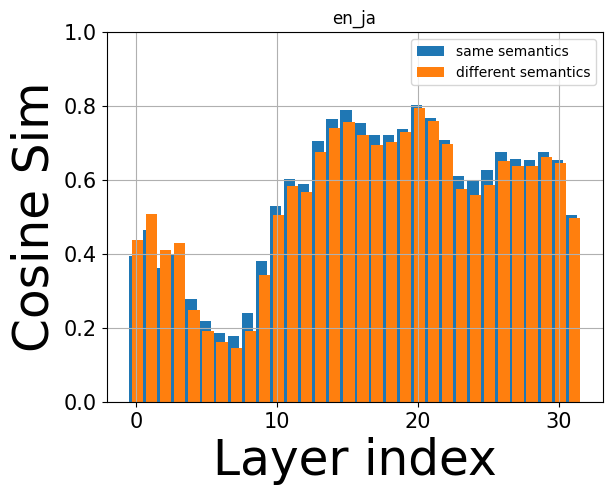 en_ja
same semantics
different semantics
Cosine Sim
1.0
0.8
0.6
0.4
0.2
0.0
0 10 20 30
Layer index